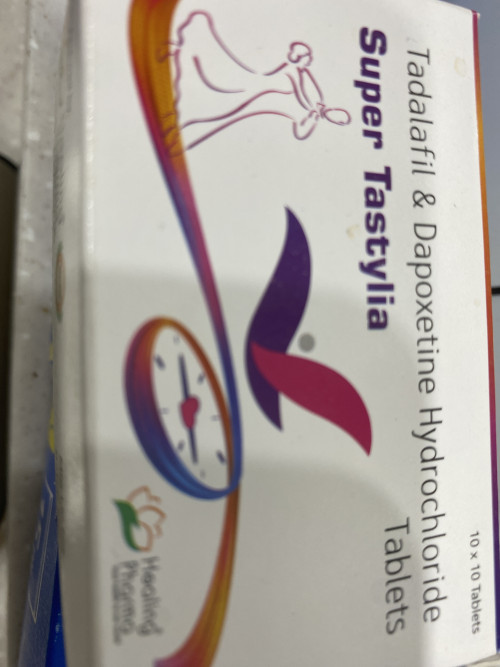 10 x 10 Tablets
Tadalafil & Dapoxetine Hydrochloride
Tablets
Super Tastylia
Healing
Pharma